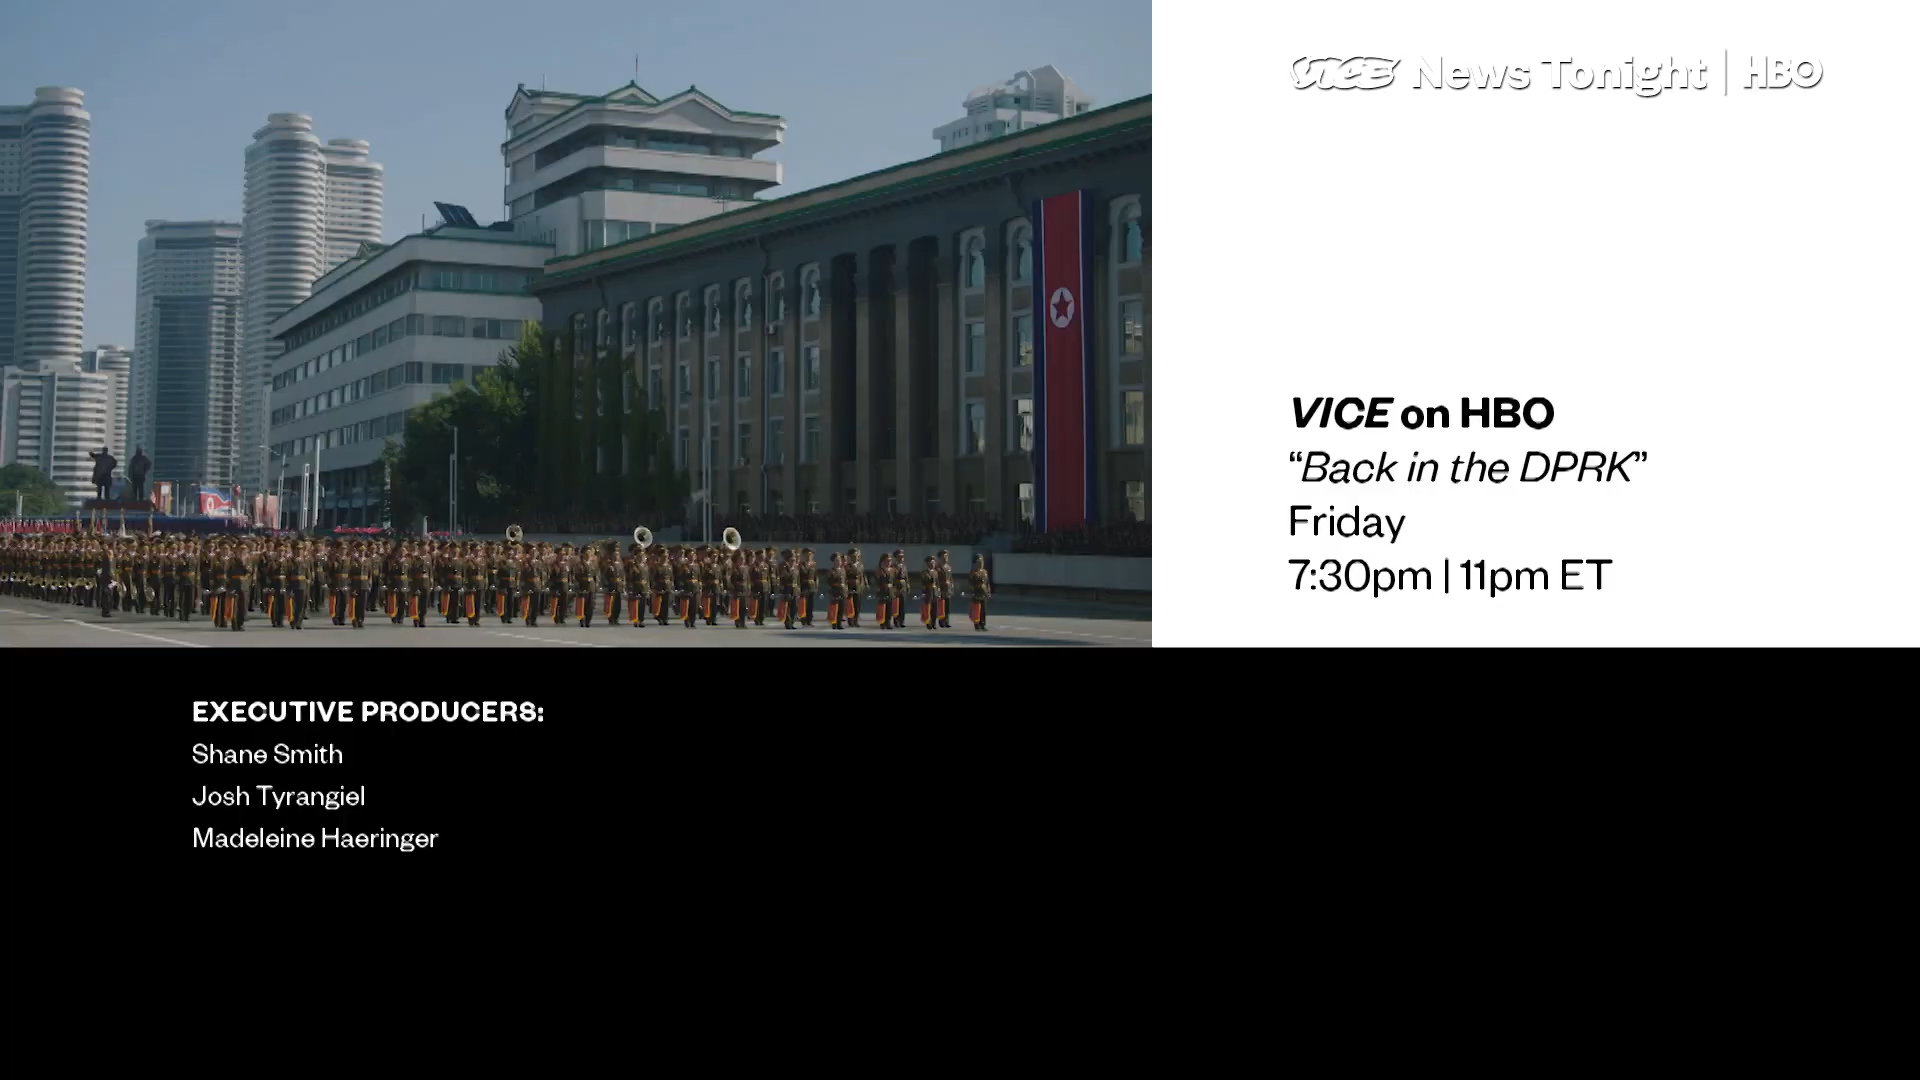 VICE News Tonight | HBO
VICE on HBO
“Back in the DPRK”
Friday
7:30pm | 11pm ET
EXECUTIVE PRODUCERS:
Shane Smith
Josh Tyrangiel
Madeleine Haeringer